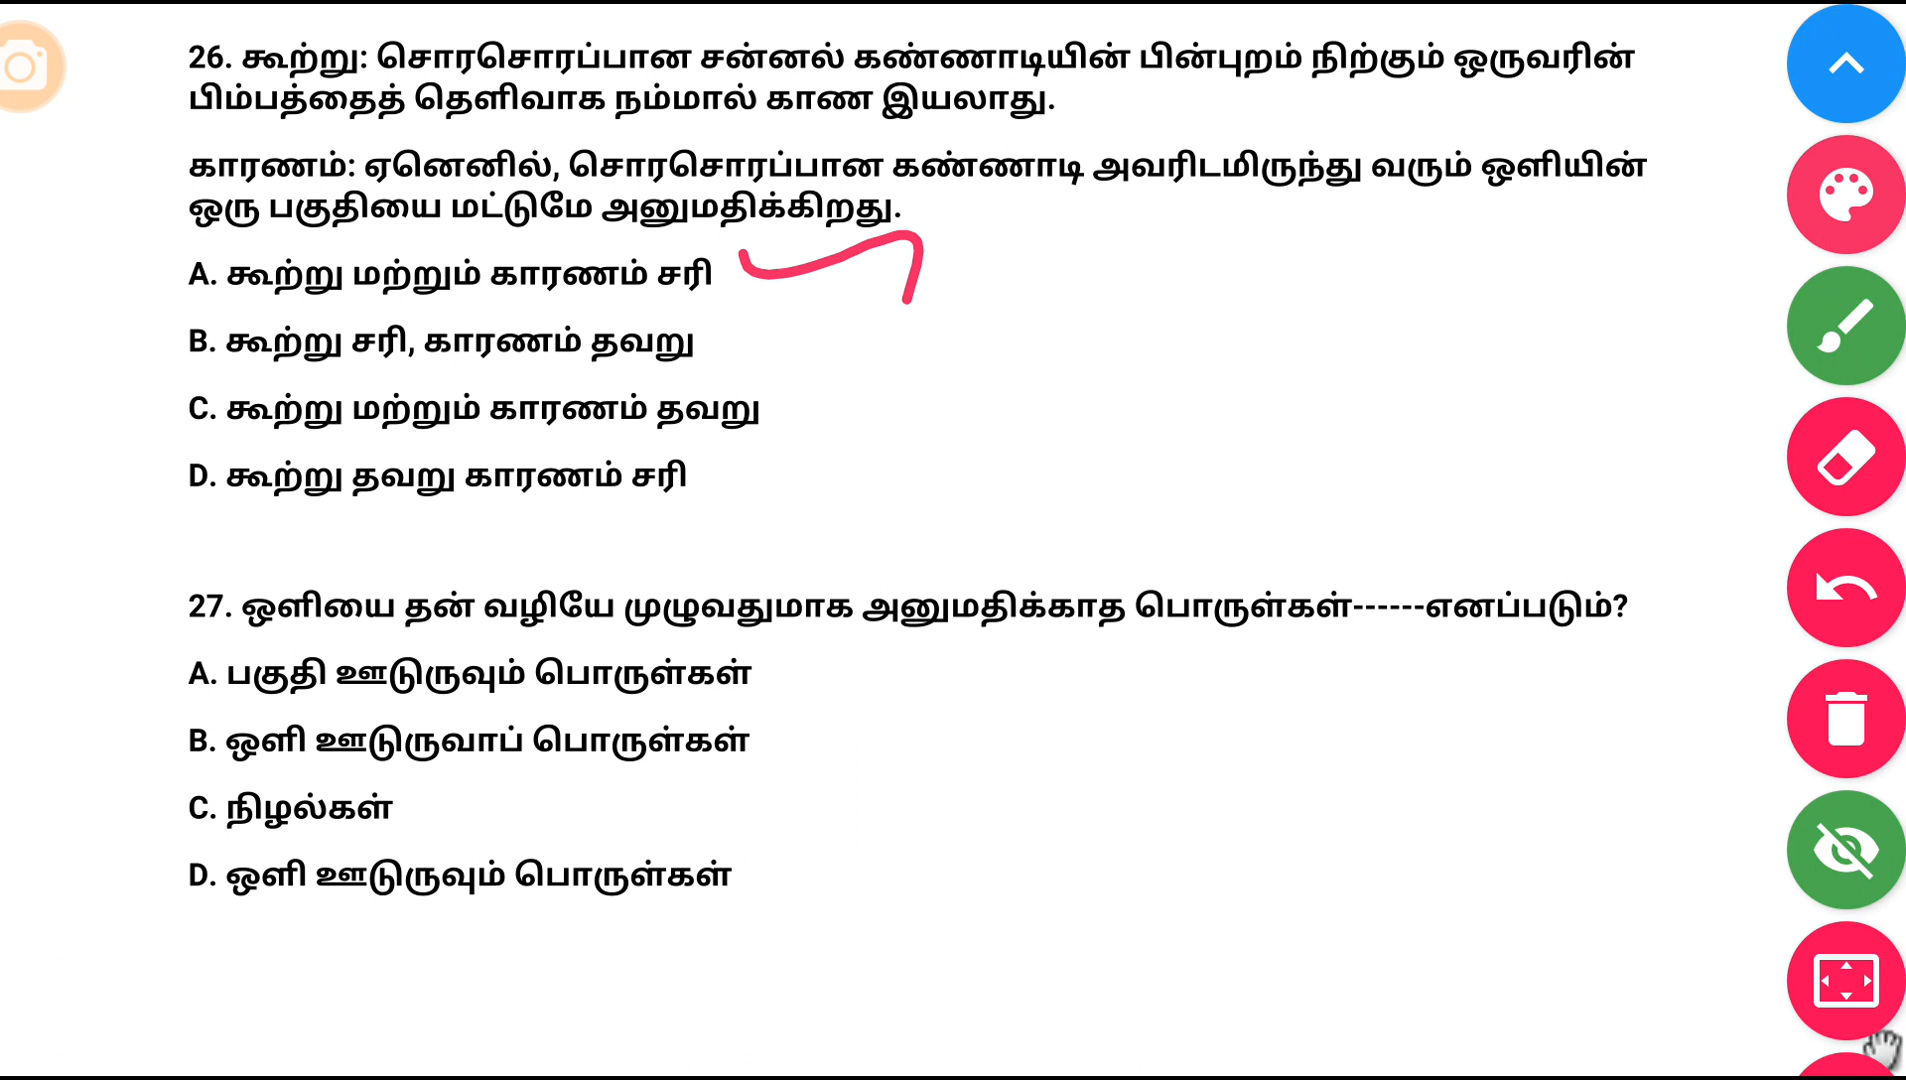 26. கூற்று: சொரசொரப்பான சன்னல் கண்ணாடியின் பின்புறம் நிற்கும் ஒருவரின்
பிம்பத்தைத் தெளிவாக நம்மால் காண இயலாது.
காரணம்: ஏனெனில், சொரசொரப்பான கண்ணாடி அவரிடமிருந்து வரும் ஒளியின்
ஒரு பகுதியை மட்டுமே அனுமதிக்கிறது.
A. கூற்று மற்றும் காரணம் சரி
B. கூற்று சரி, காரணம் தவறு
C. கூற்று மற்றும் காரணம் தவறு
D. கூற்று தவறு காரணம் சரி
27. ஒளியை தன் வழியே முழுவதுமாக அனுமதிக்காத பொருள்கள்------எனப்படும்?
A. பகுதி ஊடுருவும் பொருள்கள்
B. ஒளி ஊடுருவாப் பொருள்கள்
C. நிழல்கள்
D. ஒளி ஊடுருவும் பொருள்கள்